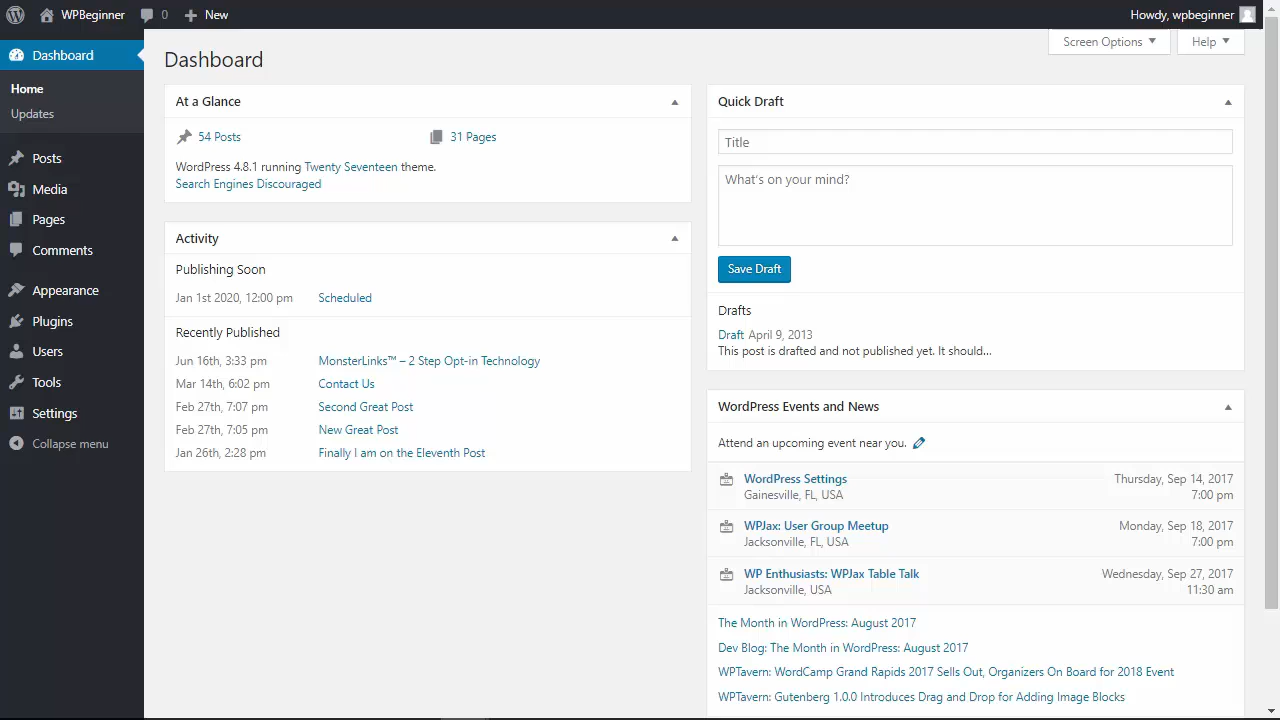 WPBeginner 0 New Howdy, wpbeginner
Dashboard
Home
Updates
Posts
Media
Pages
Comments
Appearance
Plugins
Users
Tools
Settings
Collapse menu
Screen Options Help
Dashboard
At a Glance
54 Posts 31 Pages
WordPress 4.8.1 running Twenty Seventeen theme.
Search Engines Discouraged
Activity
Publishing Soon
Jan 1st 2020, 12:00 pm Scheduled
Recently Published
Jun 16th, 3:33 pm MonsterLinks™ – 2 Step Opt-in Technology
Mar 14th, 6:02 pm Contact Us
Feb 27th, 7:07 pm Second Great Post
Feb 27th, 7:05 pm New Great Post
Jan 26th, 2:28 pm Finally I am on the Eleventh Post
Quick Draft
Title
What's on your mind?
Save Draft
Drafts
Draft April 9, 2013
This post is drafted and not published yet. It should…
WordPress Events and News
Attend an upcoming event near you.
WordPress Settings Thursday, Sep 14, 2017
Gainesville, FL, USA 7:00 pm
WPJax: User Group Meetup Monday, Sep 18, 2017
Jacksonville, FL, USA 7:00 pm
WP Enthusiasts: WPJax Table Talk Wednesday, Sep 27, 2017
Jacksonville, USA 11:30 am
The Month in WordPress: August 2017
Dev Blog: The Month in WordPress: August 2017
WPTavern: WordCamp Grand Rapids 2017 Sells Out, Organizers On Board for 2018 Event
WPTavern: Gutenberg 1.0.0 Introduces Drag and Drop for Adding Image Blocks